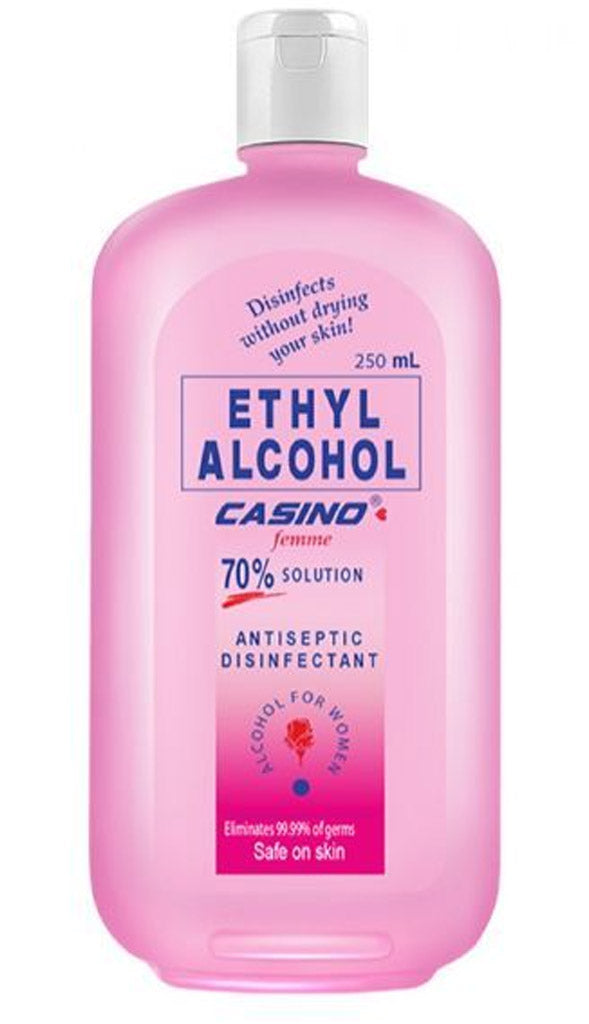 Disinfects
without drying
your skin!
250 mL
ETHYL
ALCOHOL
CASINO®
femme
70% SOLUTION
ANTISEPTIC
DISINFECTANT
ALCOHOL FOR WOMEN
Eliminates 99.99% of germs
Safe on skin